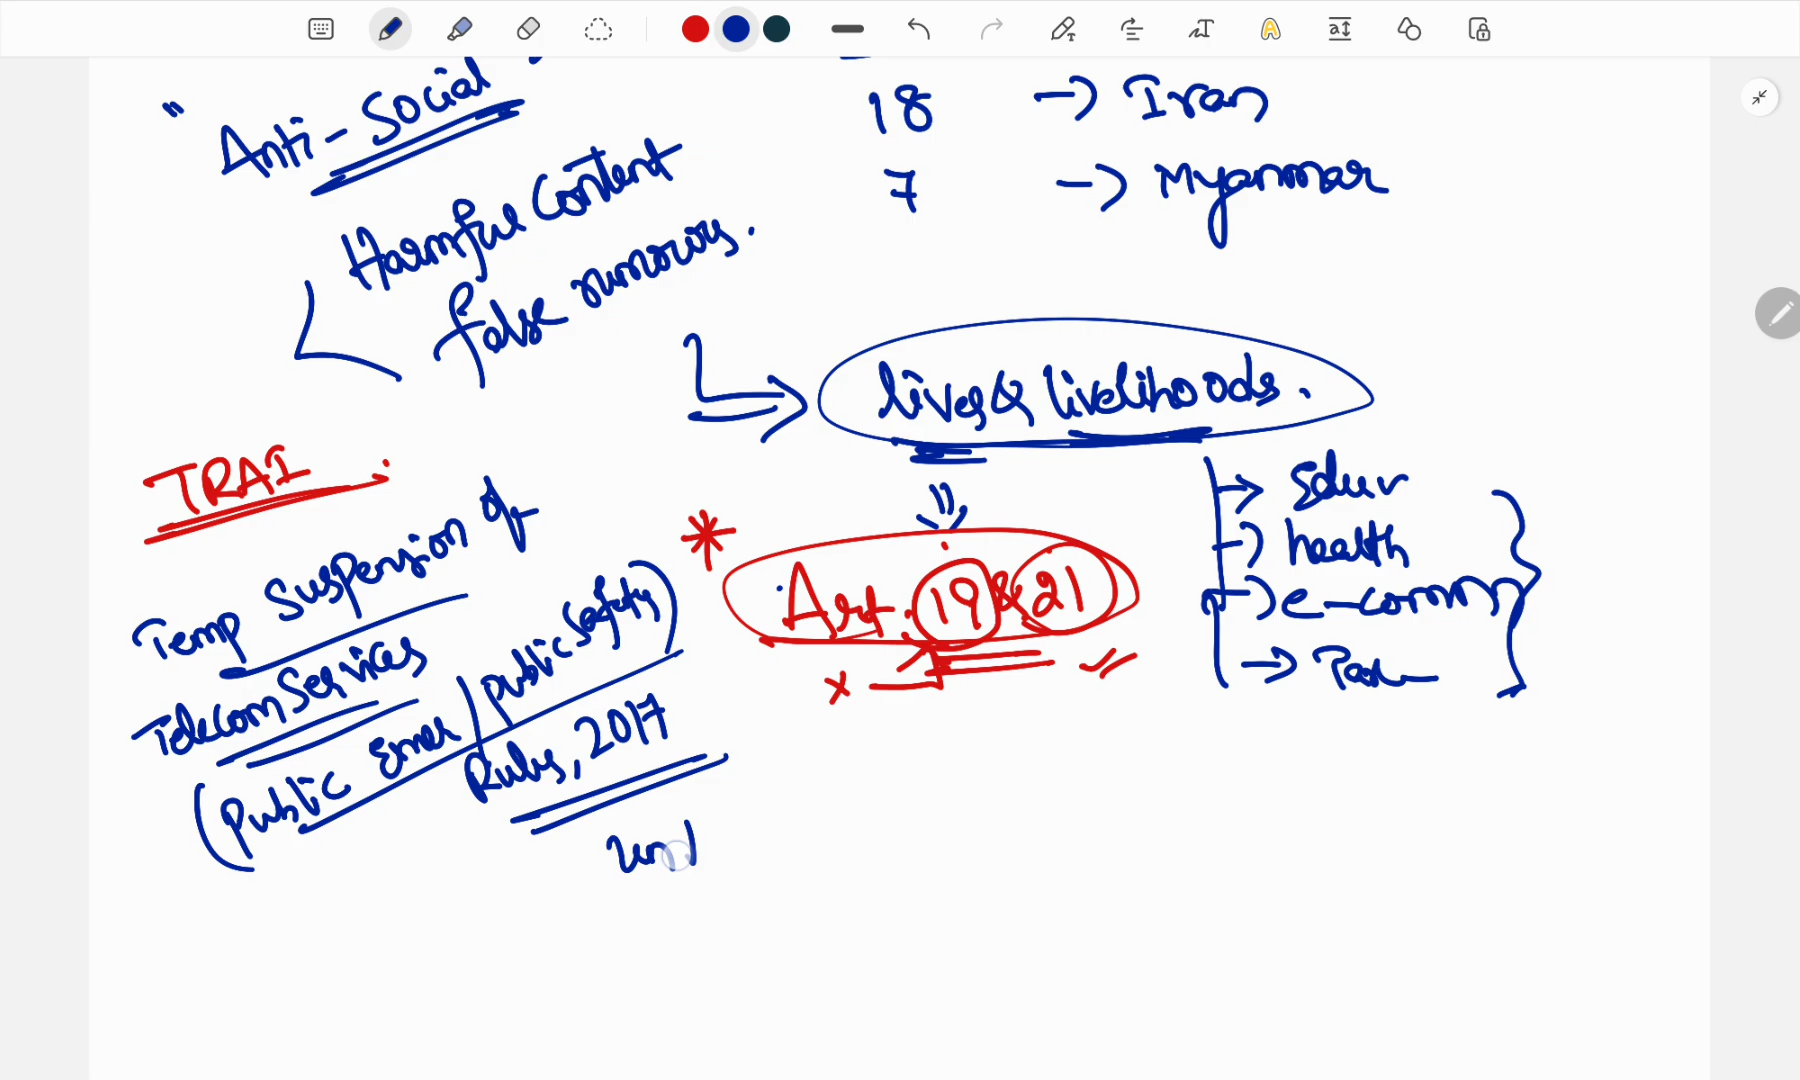 "
Anti-Social
Harmful Content
false rumours.
18 → Iran
7 → Myanmar
lives & livelihoods.
TRAI
Temp Suspension of
Telecom Services
(Public Emer / public Safety)
Rules, 2017
Art. 19 & 21
→ health
→ e-comm